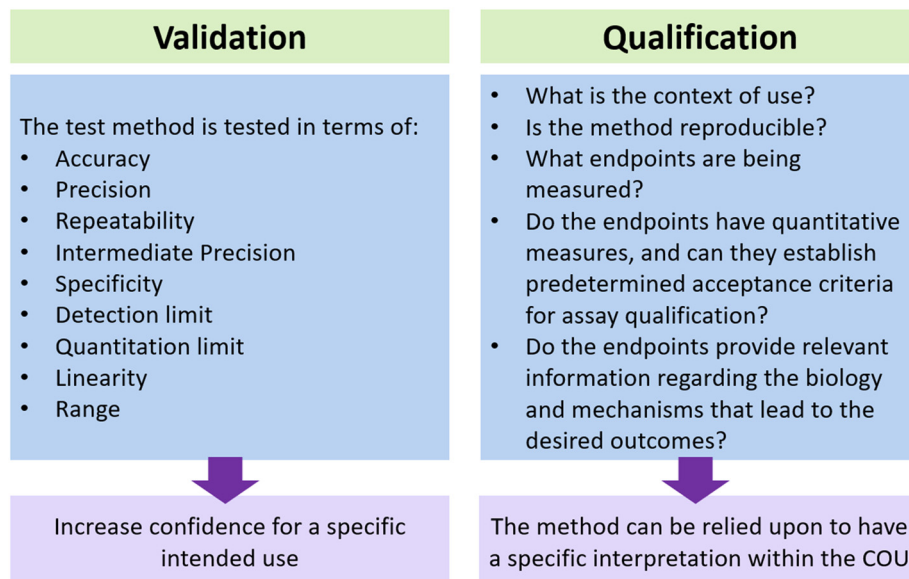 Validation
The test method is tested in terms of:
• Accuracy
• Precision
• Repeatability
• Intermediate Precision
• Specificity
• Detection limit
• Quantitation limit
• Linearity
• Range
Increase confidence for a specific
intended use
Qualification
• What is the context of use?
• Is the method reproducible?
• What endpoints are being
measured?
• Do the endpoints have quantitative
measures, and can they establish
predetermined acceptance criteria
for assay qualification?
• Do the endpoints provide relevant
information regarding the biology
and mechanisms that lead to the
desired outcomes?
The method can be relied upon to have
a specific interpretation within the COU